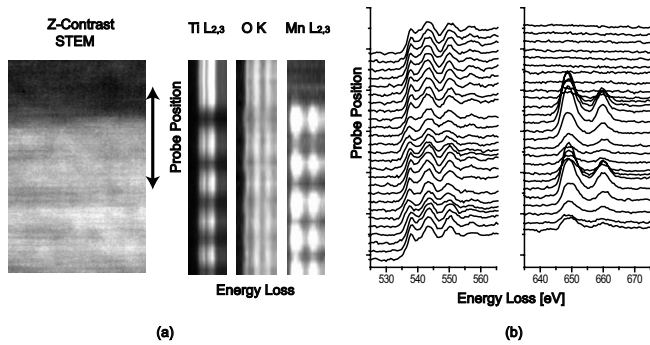 Z-Contrast
STEM
Ti L2,3
O K
Mn L2,3
Probe Position
Energy Loss
(a)
Probe Position
530
540
550
560
640
650
660
670
Energy Loss [eV]
(b)